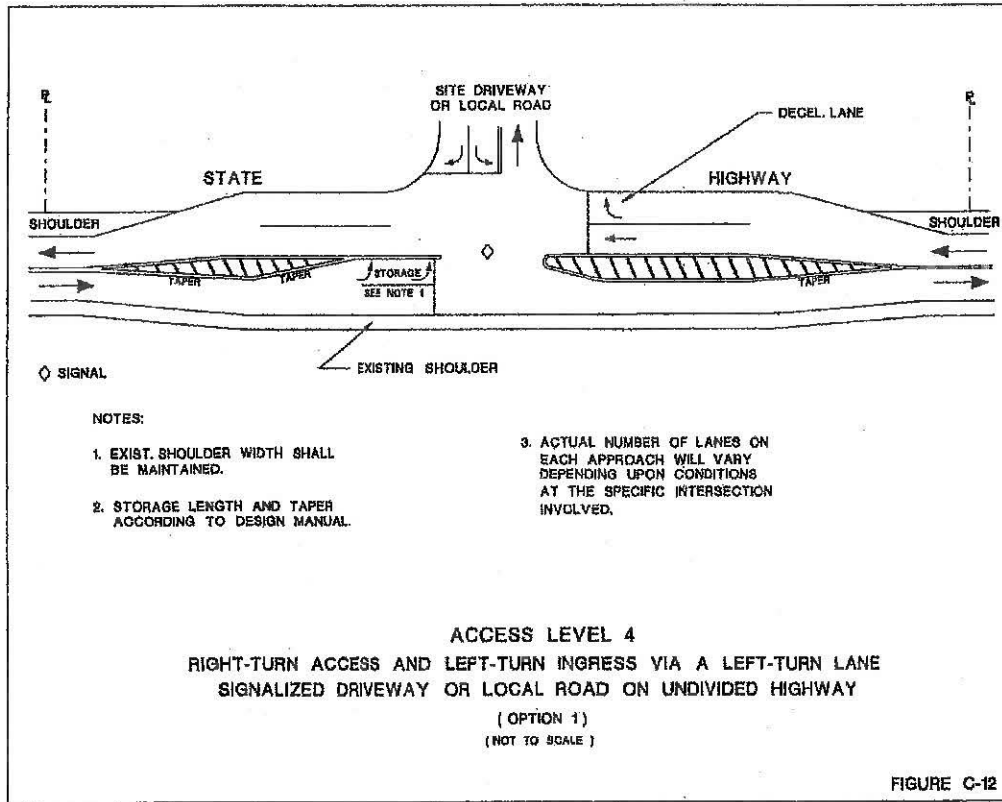 SITE DRIVEWAY
OR LOCAL ROAD
PL
PL
DECEL. LANE
STATE
HIGHWAY
SHOULDER
SHOULDER
TAPER
TAPER
STORAGE
SEE NOTE 1
TAPER
EXISTING SHOULDER
SIGNAL
NOTES:
1. EXIST. SHOULDER WIDTH SHALL
BE MAINTAINED.
2. STORAGE LENGTH AND TAPER
ACCORDING TO DESIGN MANUAL.
3. ACTUAL NUMBER OF LANES ON
EACH APPROACH WILL VARY
DEPENDING UPON CONDITIONS
AT THE SPECIFIC INTERSECTION
INVOLVED.
ACCESS LEVEL 4
RIGHT-TURN ACCESS AND LEFT-TURN INGRESS VIA A LEFT-TURN LANE
SIGNALIZED DRIVEWAY OR LOCAL ROAD ON UNDIVIDED HIGHWAY
( OPTION 1 )
( NOT TO SCALE )
FIGURE C-12